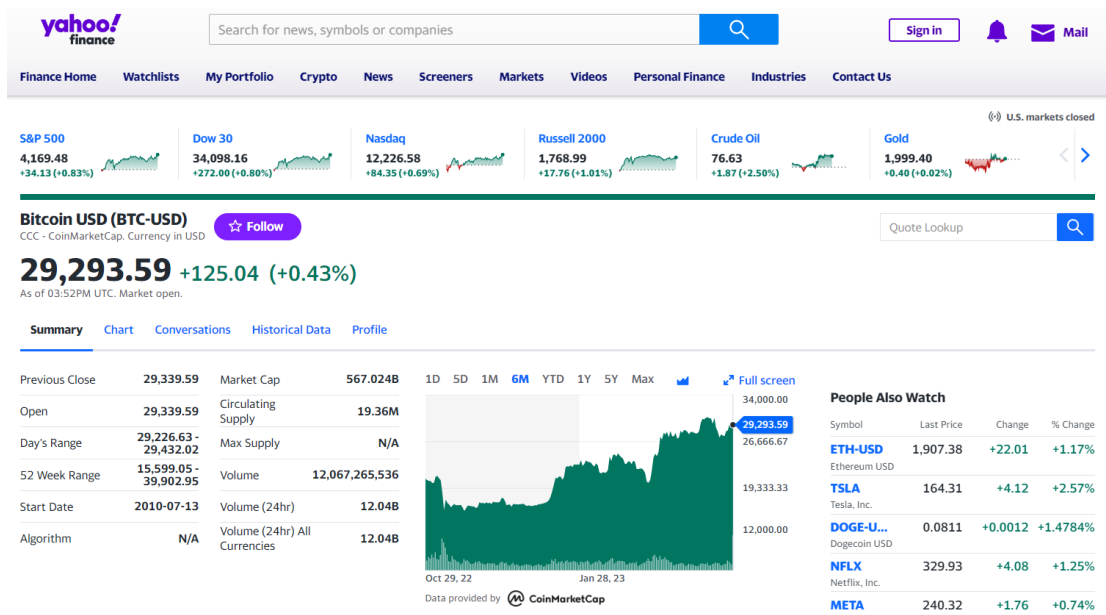 yahoo!
finance
Search for news, symbols or companies
Sign in
Mail
Finance Home Watchlists My Portfolio Crypto News Screeners Markets Videos Personal Finance Industries Contact Us
U.S. markets closed
S&P 500 Dow 30 Nasdaq Russell 2000 Crude Oil Gold
4,169.48 34,098.16 12,226.58 1,768.99 76.63 1,999.40
+34.13 (+0.83%) +272.00 (+0.80%) +84.35 (+0.69%) +17.76 (+1.01%) +1.87 (+2.50%) +0.40 (+0.02%)
Bitcoin USD (BTC-USD)
Follow
CCC - CoinMarketCap. Currency in USD
Quote Lookup
29,293.59 +125.04 (+0.43%)
As of 03:52PM UTC. Market open.
Summary Chart Conversations Historical Data Profile
Previous Close 29,339.59
Open 29,339.59
Day's Range 29,226.63 -
29,432.02
52 Week Range 15,599.05 -
39,902.95
Start Date 2010-07-13
Algorithm N/A
Market Cap 567.024B
Circulating
Supply 19.36M
Max Supply N/A
Volume 12,067,265,536
Volume (24hr) 12.04B
Volume (24hr) All
Currencies 12.04B
1D 5D 1M 6M YTD 1Y 5Y Max
Full screen
34,000.00
29,293.59
26,666.67
19,333.33
12,000.00
Oct 29, 22 Jan 28, 23
Data provided by CoinMarketCap
People Also Watch
Symbol Last Price Change % Change
ETH-USD 1,907.38 +22.01 +1.17%
Ethereum USD
TSLA 164.31 +4.12 +2.57%
Tesla, Inc.
DOGE-U... 0.0811 +0.0012 +1.4784%
Dogecoin USD
NFLX 329.93 +4.08 +1.25%
Netflix, Inc.
META 240.32 +1.76 +0.74%